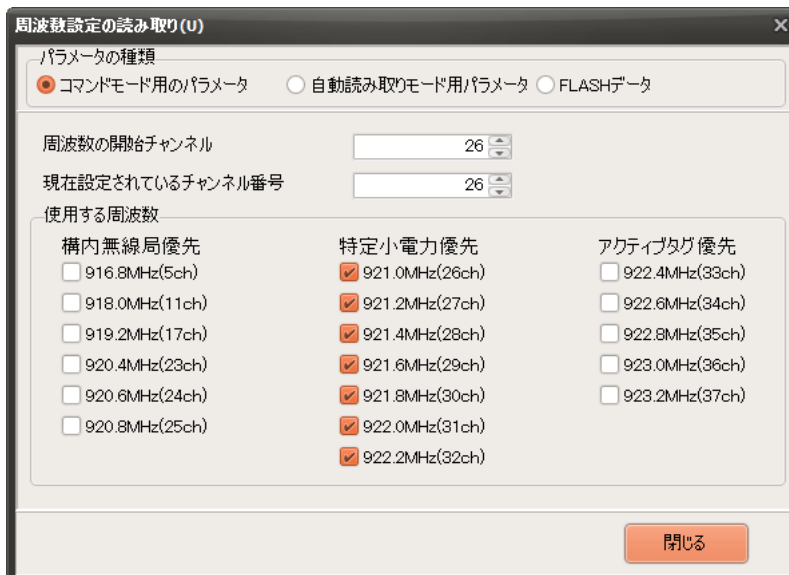 周波数設定の読み取り(U)
パラメータの種類
コマンドモード用のパラメータ 自動読み取りモード用パラメータ FLASHデータ
周波数の開始チャンネル 26
現在設定されているチャンネル番号 26
使用する周波数
構内無線局優先 特定小電力優先 アクティブタグ優先
916.8MHz(5ch) 921.0MHz(26ch) 922.4MHz(33ch)
918.0MHz(11ch) 921.2MHz(27ch) 922.6MHz(34ch)
919.2MHz(17ch) 921.4MHz(28ch) 922.8MHz(35ch)
920.4MHz(23ch) 921.6MHz(29ch) 923.0MHz(36ch)
920.6MHz(24ch) 921.8MHz(30ch) 923.2MHz(37ch)
920.8MHz(25ch) 922.0MHz(31ch)
922.2MHz(32ch)
閉じる